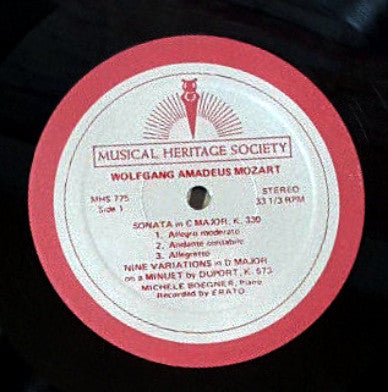 MUSICAL HERITAGE SOCIETY
WOLFGANG AMADEUS MOZART
MHS 775
Side 1
STEREO
33 1/3 RPM
SONATA in C MAJOR, K. 330
1. Allegro moderato
2. Andante cantabile
3. Allegretto
NINE VARIATIONS in D MAJOR
on a MINUET by DUPORT, K. 573
MICHELE BOEGNER, Piano
Recorded by ERATO